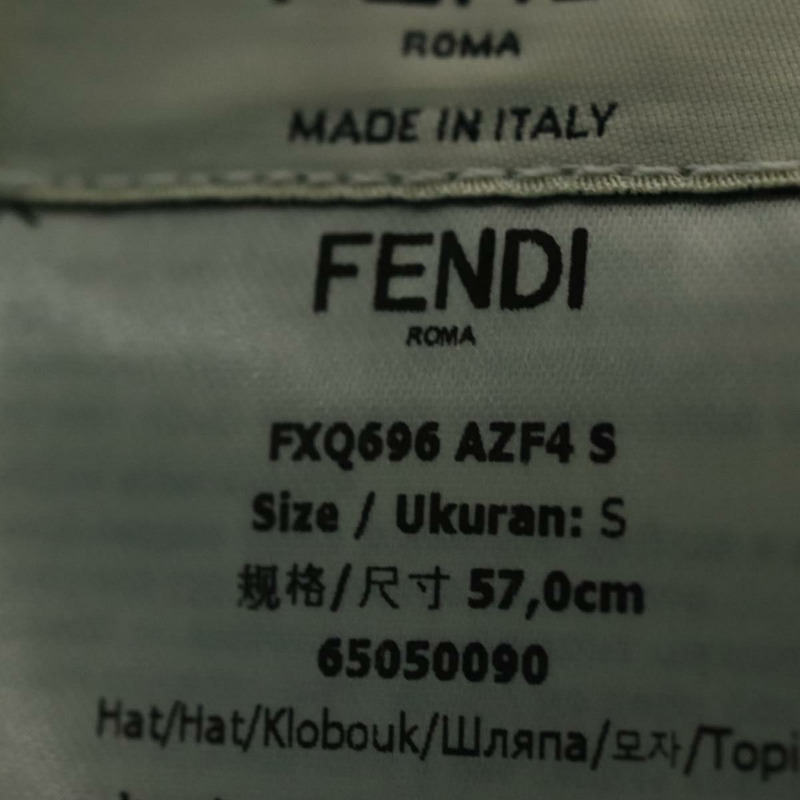 ROMA
MADE IN ITALY
FENDI
ROMA
FXQ696 AZF4 S
Size / Ukuran: S
规格/尺寸 57,0cm
65050090
Hat/Hat/Klobouk/Шляпа/모자/Topi